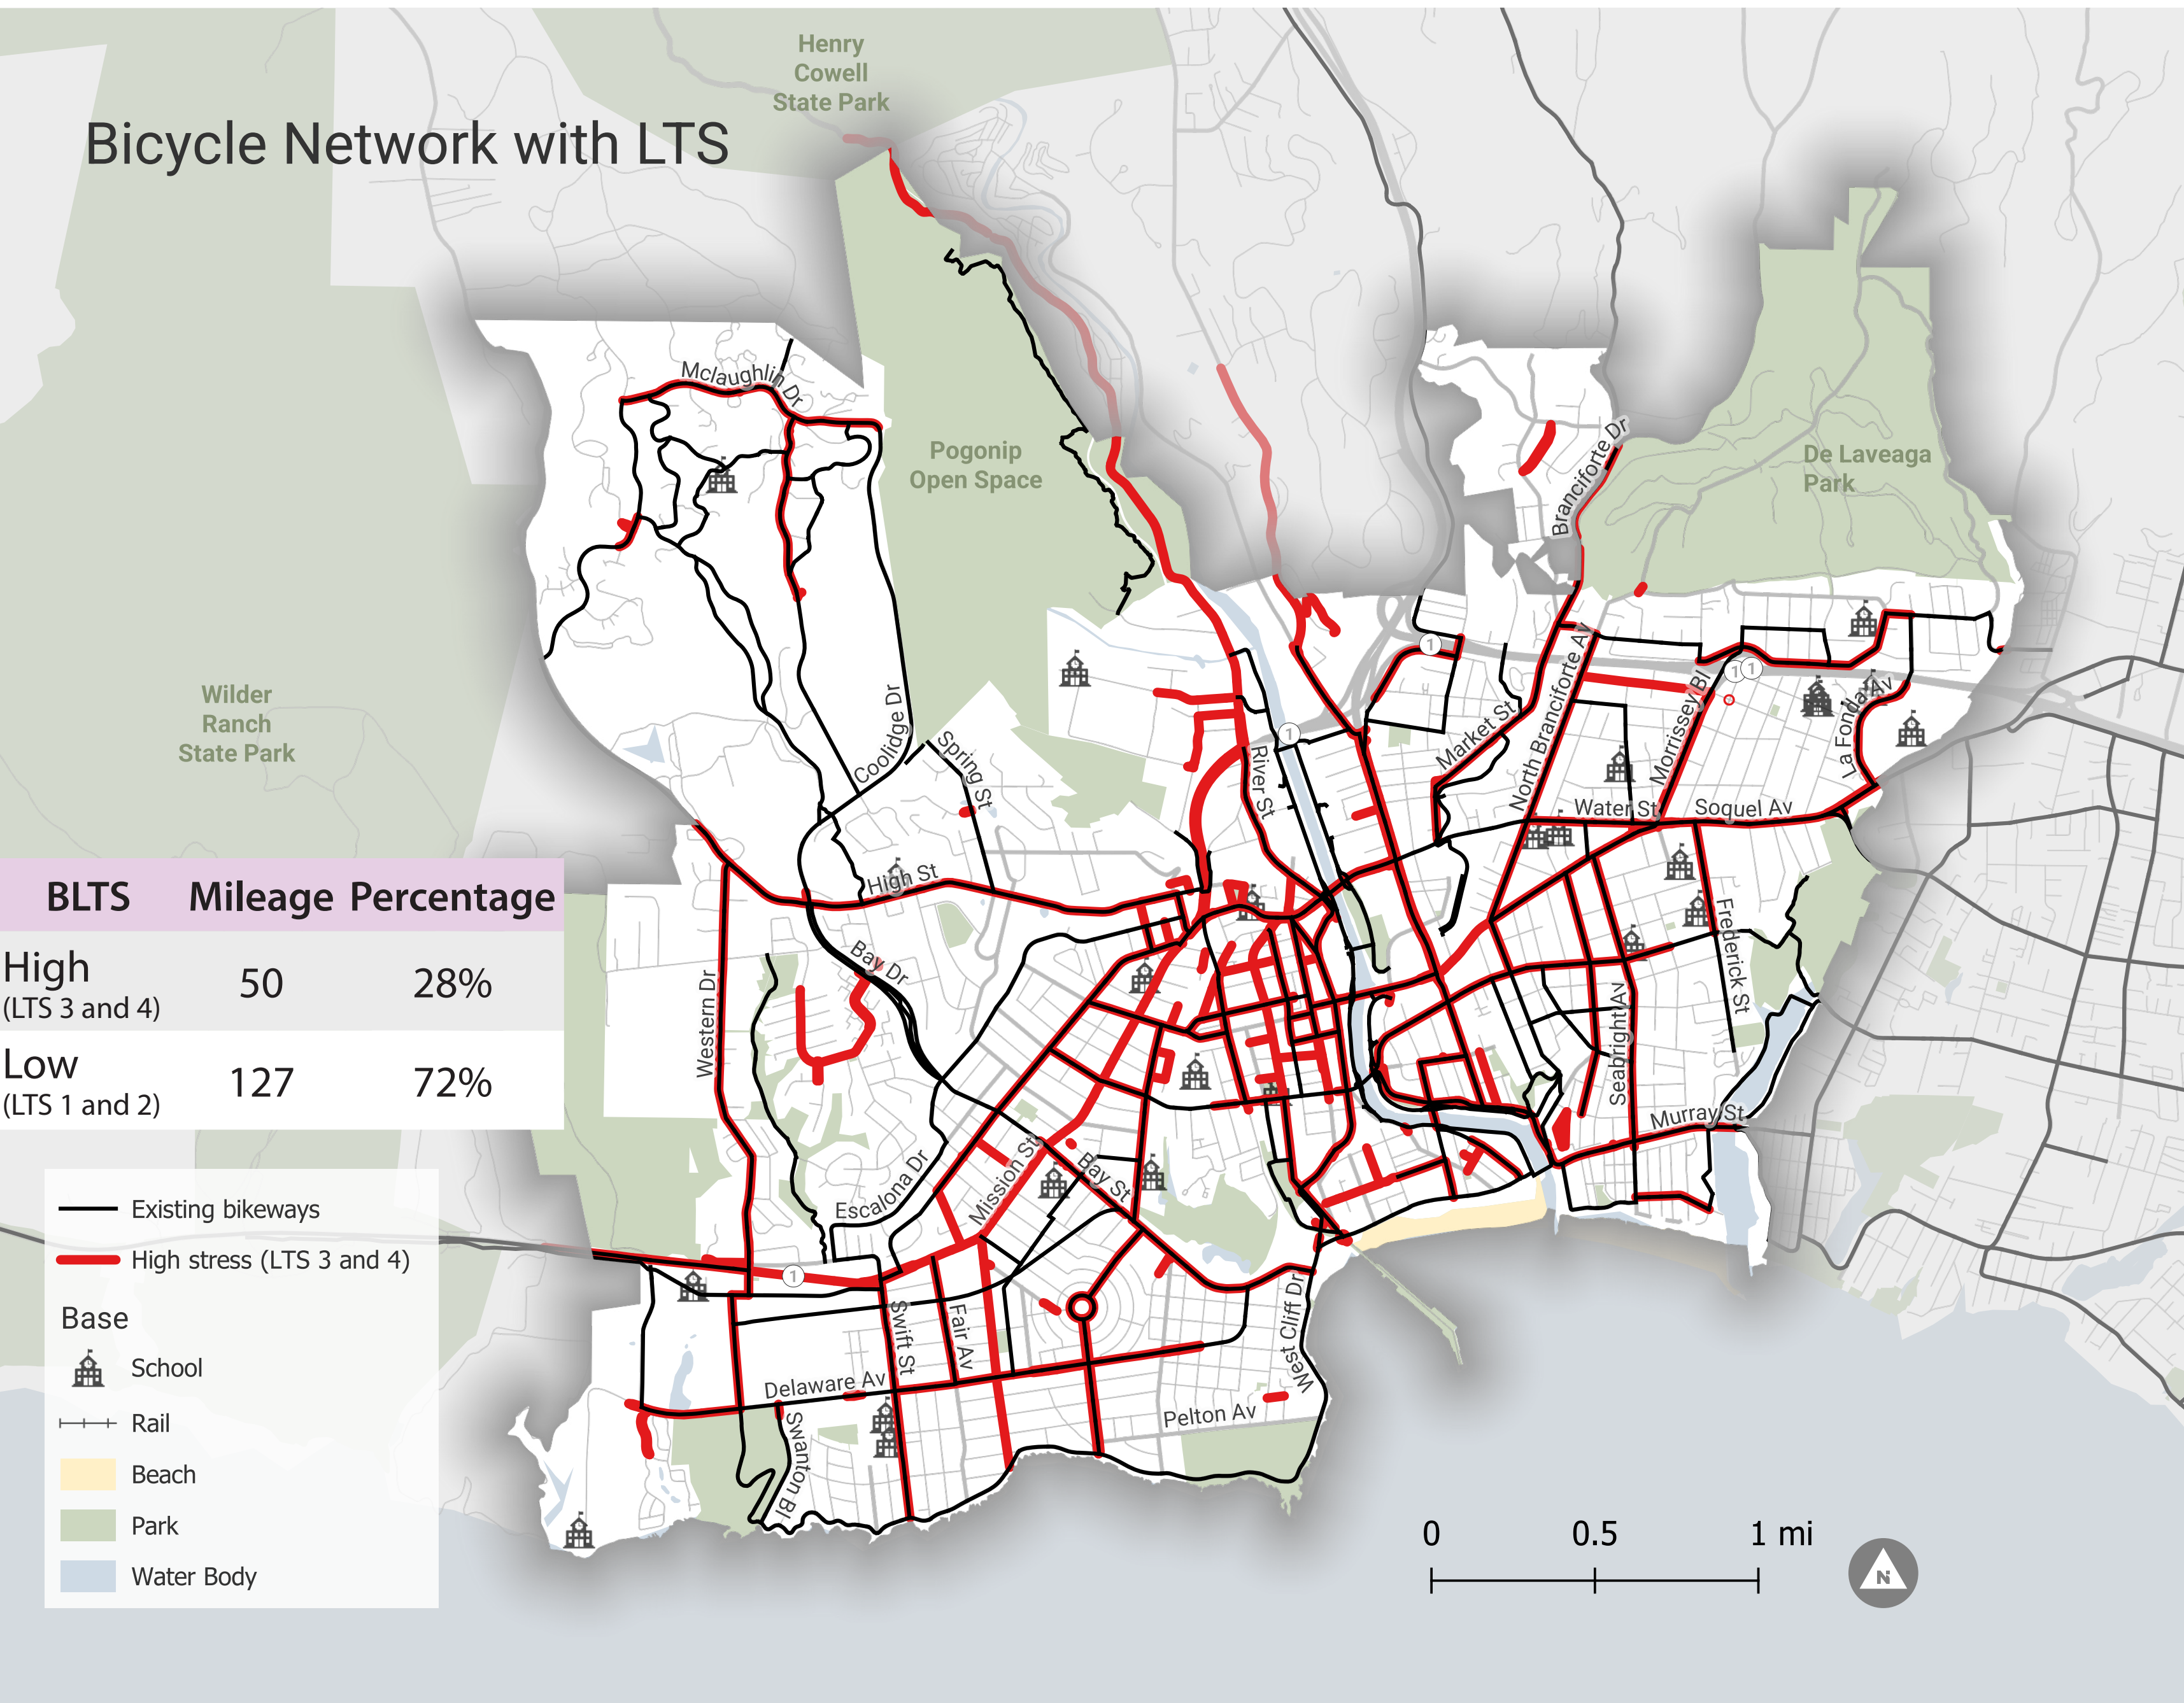 Henry
Cowell
State Park
Bicycle Network with LTS
Mclaughlin Dr
Pogonip
Open Space
Branciforte Dr
De Laveaga
Park
Wilder
Ranch
State Park
Coolidge Dr
Spring St
River St
Market St
North Branciforte Av
Morrissey Bl
La Fonda Av
Water St
Soquel Av
1
1
1
1
1
High St
Bay Dr
Western Dr
Frederick St
Seabright Av
Murray St
Escalona Dr
Mission St
Bay St
Swift St
Fair Av
West Cliff Dr
Delaware Av
Swanton Bl
Pelton Av
BLTS Mileage Percentage
High 50 28%
(LTS 3 and 4)
Low 127 72%
(LTS 1 and 2)
Existing bikeways
High stress (LTS 3 and 4)
Base
School
Rail
Beach
Park
Water Body
0 0.5 1 mi
N